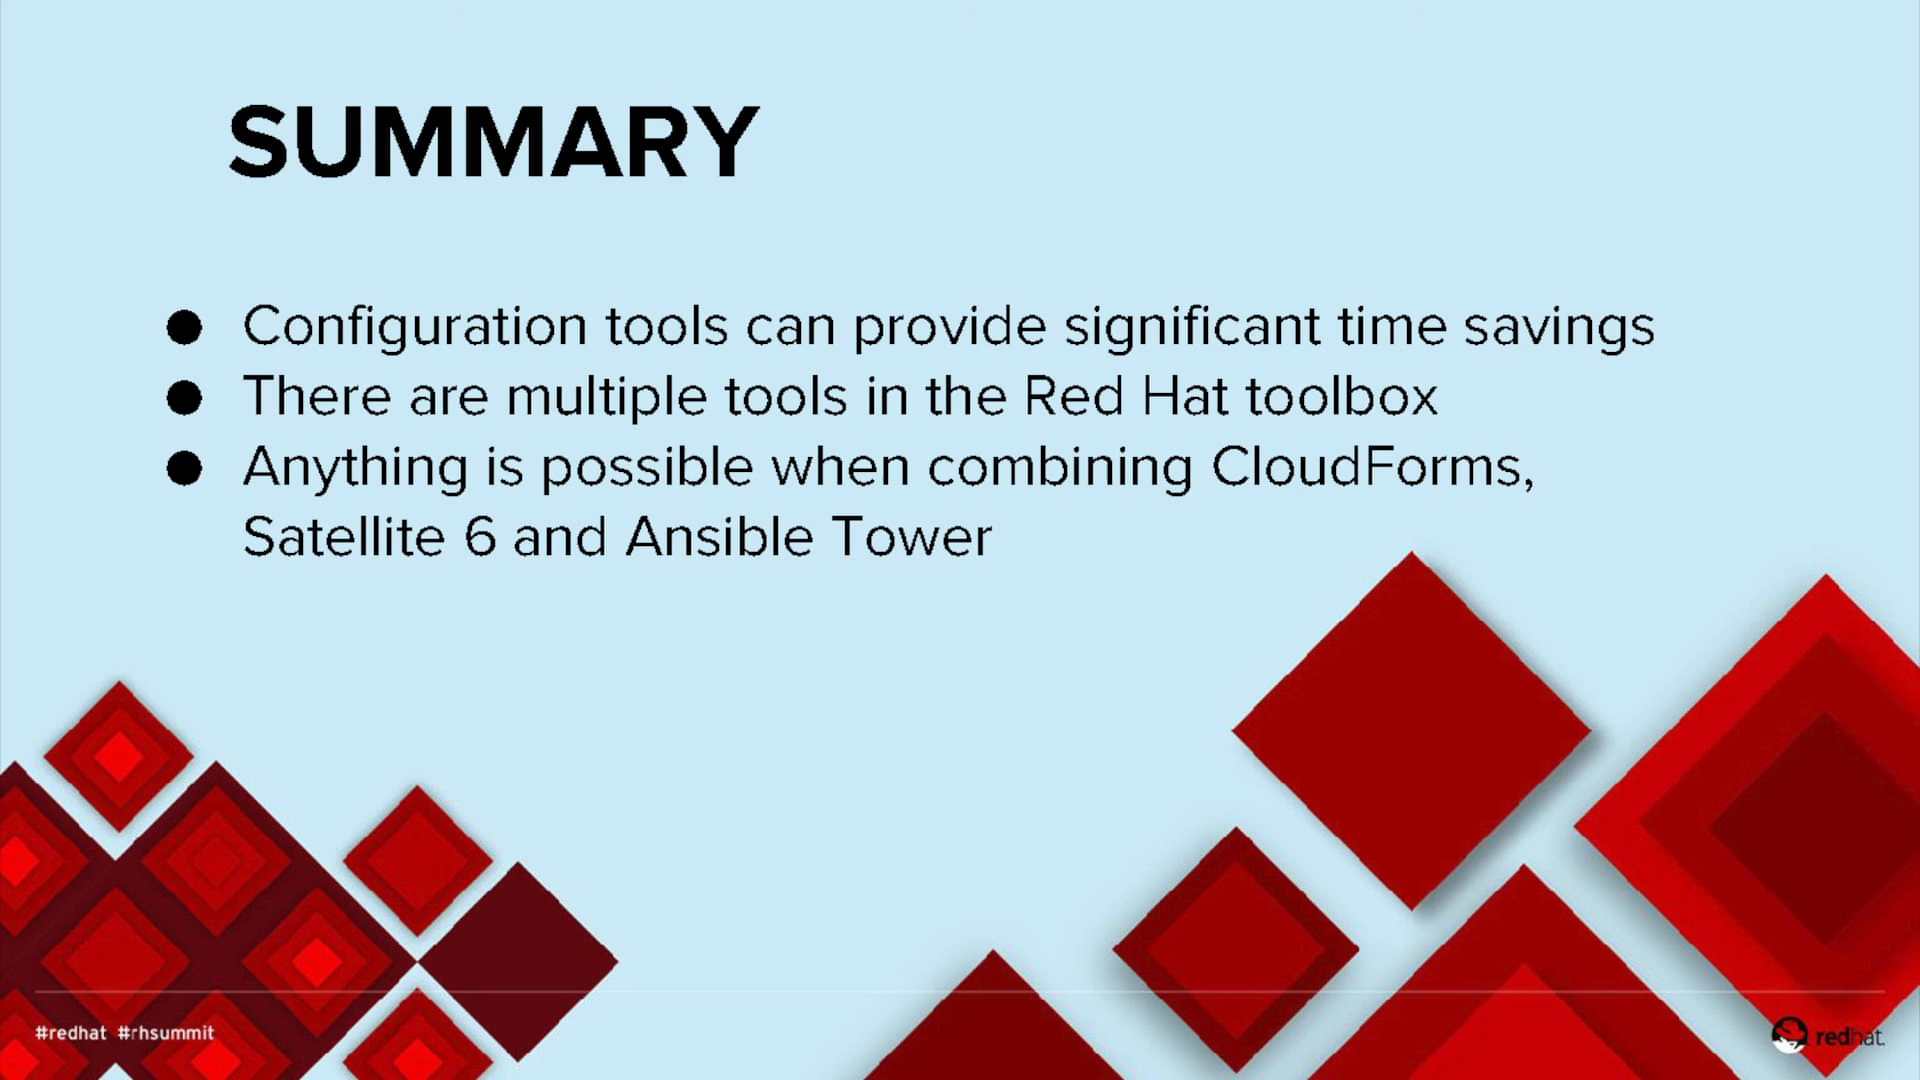 SUMMARY
● Configuration tools can provide significant time savings
● There are multiple tools in the Red Hat toolbox
● Anything is possible when combining CloudForms,
Satellite 6 and Ansible Tower
#redhat #rhsummit
redhat.